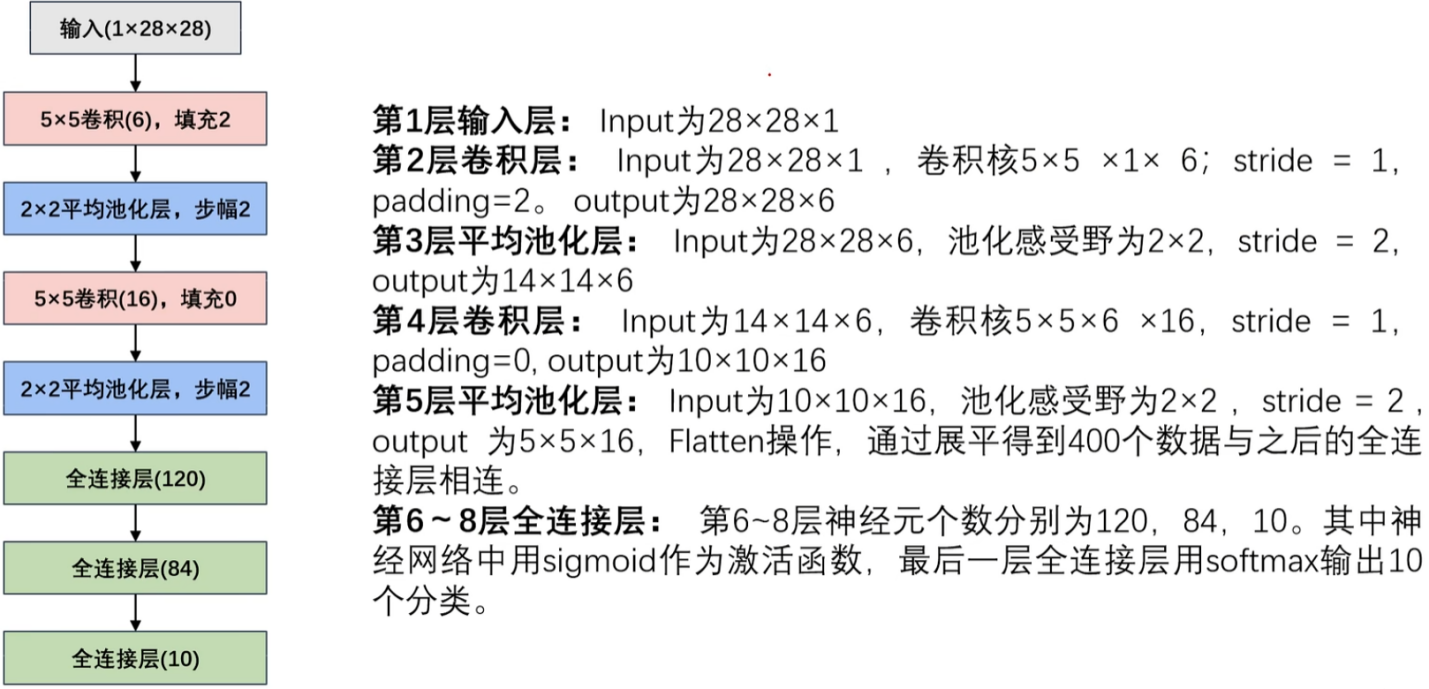 输入(1×28×28)
5×5卷积(6)，填充2
2×2平均池化层，步幅2
5×5卷积(16)，填充0
2×2平均池化层，步幅2
全连接层(120)
全连接层(84)
全连接层(10)
第1层输入层： Input为28×28×1
第2层卷积层： Input为28×28×1 ，卷积核5×5 ×1× 6；stride = 1,
padding=2。 output为28×28×6
第3层平均池化层： Input为28×28×6，池化感受野为2×2，stride = 2,
output为14×14×6
第4层卷积层： Input为14×14×6，卷积核5×5×6 ×16，stride = 1,
padding=0, output为10×10×16
第5层平均池化层： Input为10×10×16，池化感受野为2×2 ，stride = 2 ,
output 为5×5×16，Flatten操作，通过展平得到400个数据与之后的全连
接层相连。
第6~8层全连接层： 第6~8层神经元个数分别为120，84，10。其中神
经网络中用sigmoid作为激活函数，最后一层全连接层用softmax输出10
个分类。